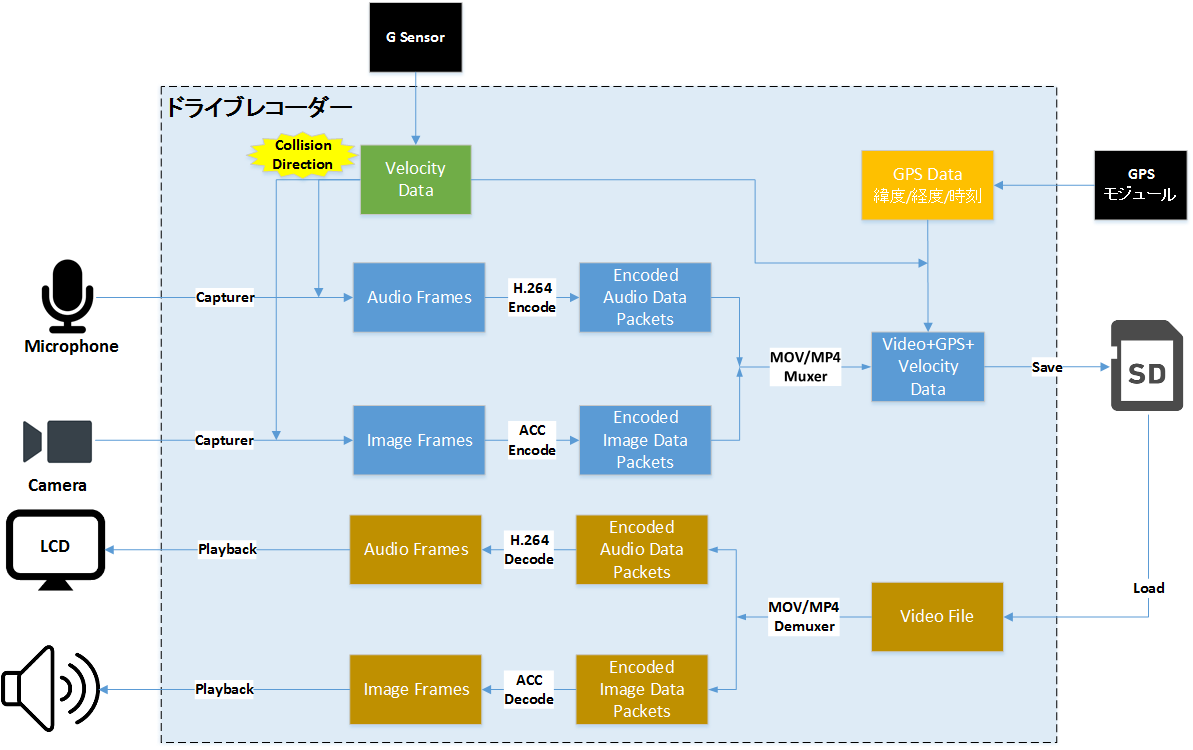 G Sensor
ドライブレコーダー
Collision
Direction
Velocity
Data
GPS Data
緯度/経度/時刻
GPS
モジュール
Microphone
Capturer
Audio Frames
H.264
Encode
Encoded
Audio Data
Packets
MOV/MP4
Muxer
Video+GPS+
Velocity
Data
Save
SD
Camera
Capturer
Image Frames
ACC
Encode
Encoded
Image Data
Packets
LCD
Playback
Audio Frames
H.264
Decode
Encoded
Audio Data
Packets
MOV/MP4
Demuxer
Video File
Load
Playback
Image Frames
ACC
Decode
Encoded
Image Data
Packets